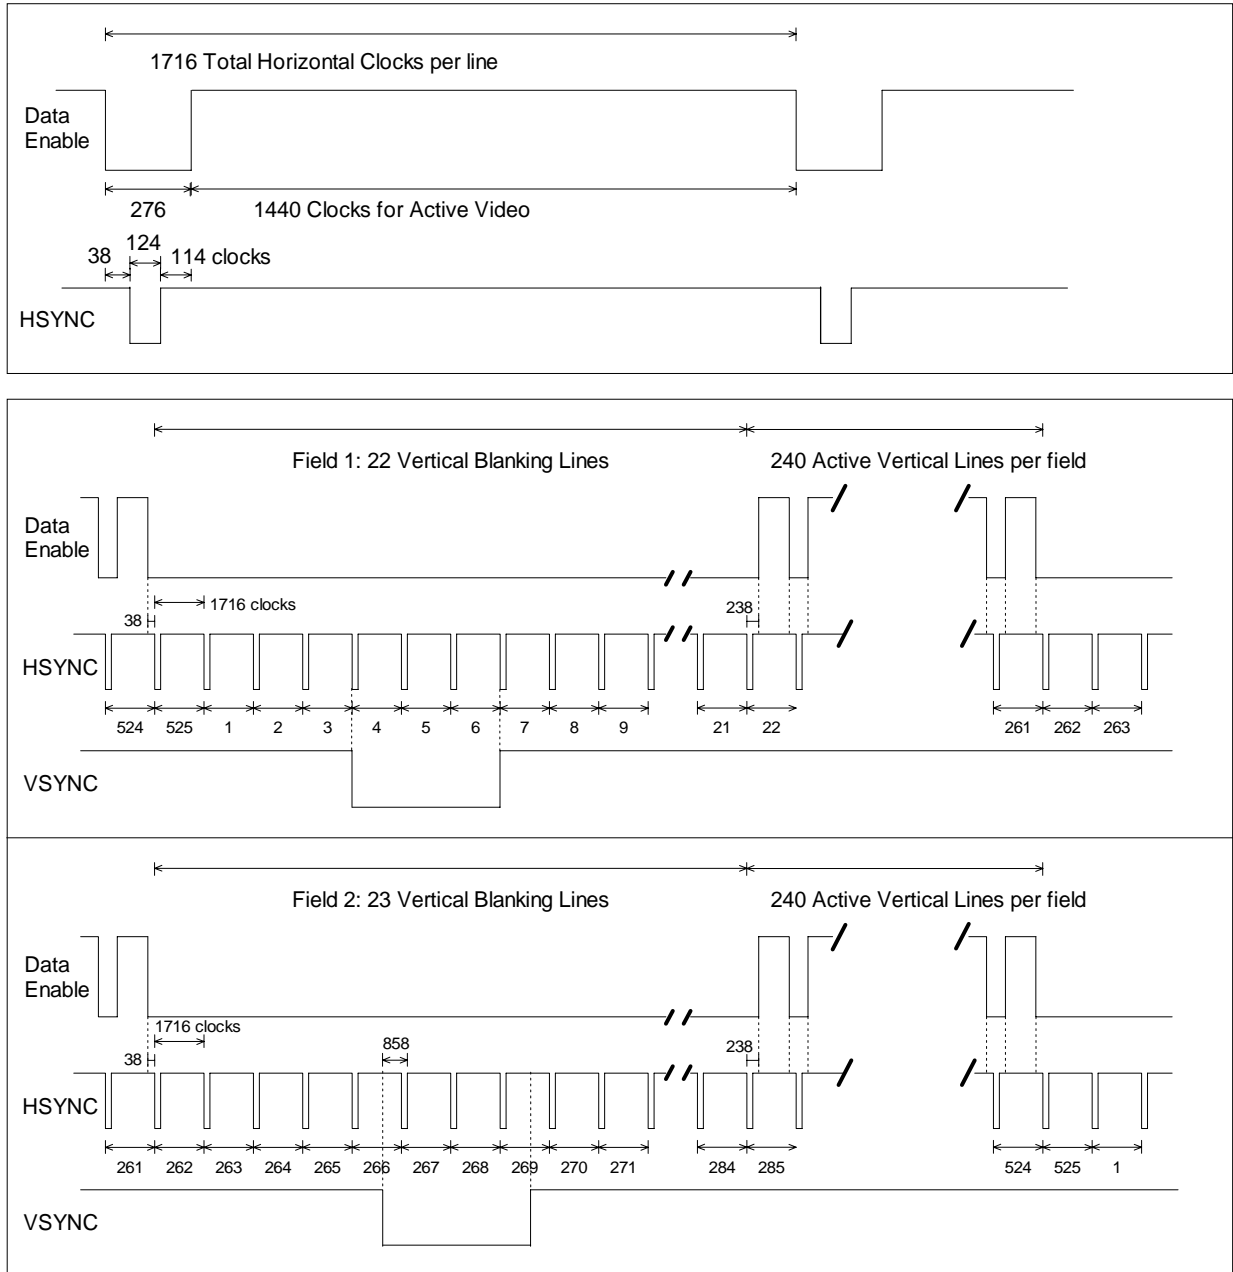 1716 Total Horizontal Clocks per line
Data
Enable
276
1440 Clocks for Active Video
124
38
114 clocks
HSYNC
Field 1: 22 Vertical Blanking Lines
240 Active Vertical Lines per field
Data
Enable
1716 clocks
38
238
HSYNC
524 525 1 2 3 4 5 6 7 8 9 21 22 261 262 263
VSYNC
Field 2: 23 Vertical Blanking Lines
240 Active Vertical Lines per field
Data
Enable
1716 clocks
38
858
238
HSYNC
261 262 263 264 265 266 267 268 269 270 271 284 285 524 525 1
VSYNC